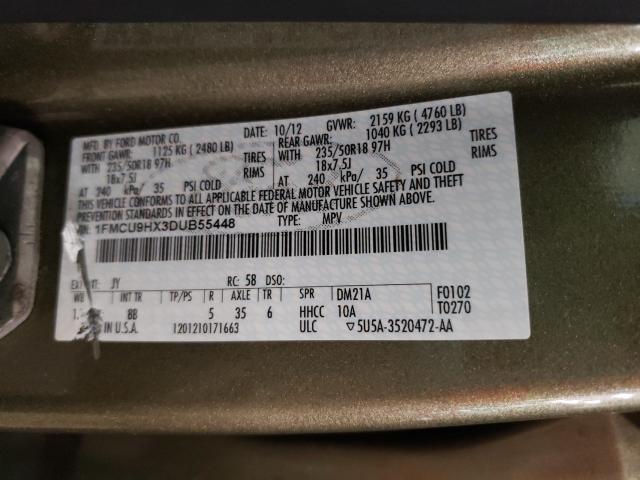 MFD. BY FORD MOTOR CO.
DATE: 10/12 GVWR: 2159 KG ( 4760 LB)
FRONT GAWR: 1125 KG ( 2480 LB)
REAR GAWR: 1040 KG ( 2293 LB)
WITH 235/50R18 97H TIRES
WITH 235/50R18 97H TIRES
18x7.5J RIMS
18x7.5J RIMS
AT 240 kPa/ 35 PSI COLD
AT 240 kPa/ 35 PSI COLD
THIS VEHICLE CONFORMS TO ALL APPLICABLE FEDERAL MOTOR VEHICLE SAFETY AND THEFT
PREVENTION STANDARDS IN EFFECT ON THE DATE OF MANUFACTURE SHOWN ABOVE.
VIN: 1FMCU9HX3DUB55448 TYPE: MPV
EXT JY RC: 58 DSO:
WB INT TR TP/PS R AXLE TR SPR DM21A F0102
BB 5 35 6 HHCC 10A T0270
IN U.S.A. 1201210171663 ULC ▽5U5A-3520472-AA